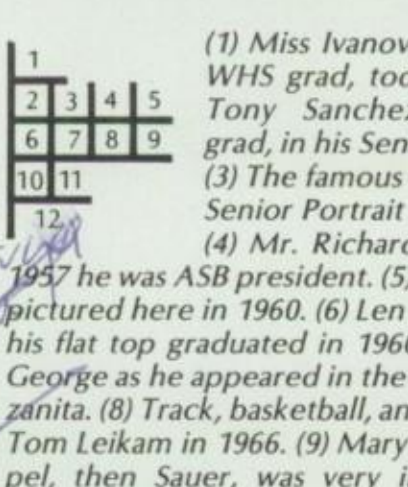 1
2 3 4 5
6 7 8 9
10 11
12
(1) Miss Ivanov
WHS grad, too
Tony Sanchez
grad, in his Sen
(3) The famous
Senior Portrait
(4) Mr. Richard
1957 he was ASB president. (5)
pictured here in 1960. (6) Len
his flat top graduated in 1960
George as he appeared in the
zanita. (8) Track, basketball, an
Tom Leikam in 1966. (9) Mary
pel, then Sauer, was very i